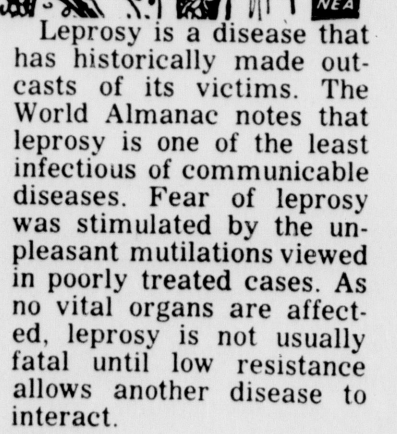 NEA
Leprosy is a disease that
has historically made out-
casts of its victims. The
World Almanac notes that
leprosy is one of the least
infectious of communicable
diseases. Fear of leprosy
was stimulated by the un-
pleasant mutilations viewed
in poorly treated cases. As
no vital organs are affect-
ed, leprosy is not usually
fatal until low resistance
allows another disease to
interact.